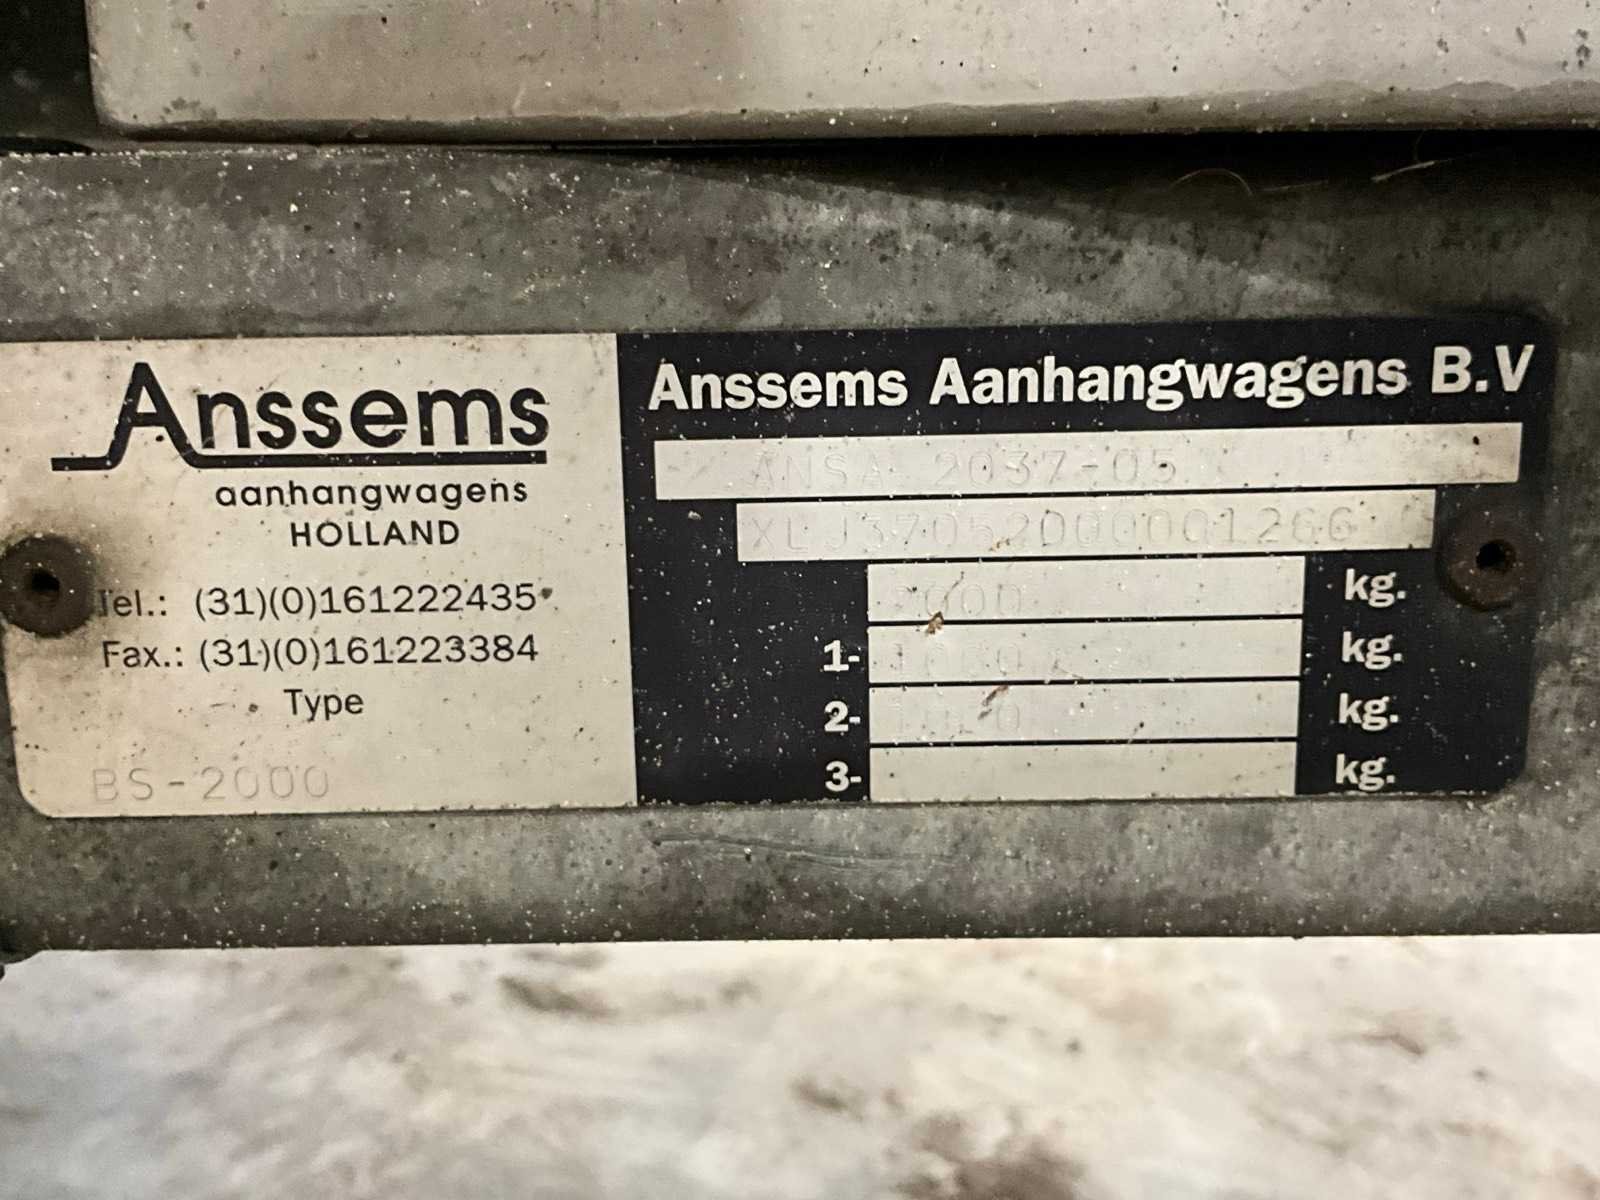 Anssems
aanhangwagens
HOLLAND
Tel.: (31)(0)161222435
Fax.: (31)(0)161223384
Type
BS-2000
Anssems Aanhangwagens B.V
ANSA 2037-05
XLJ37052000001266
2000 kg.
1- kg.
2- kg.
3- kg.